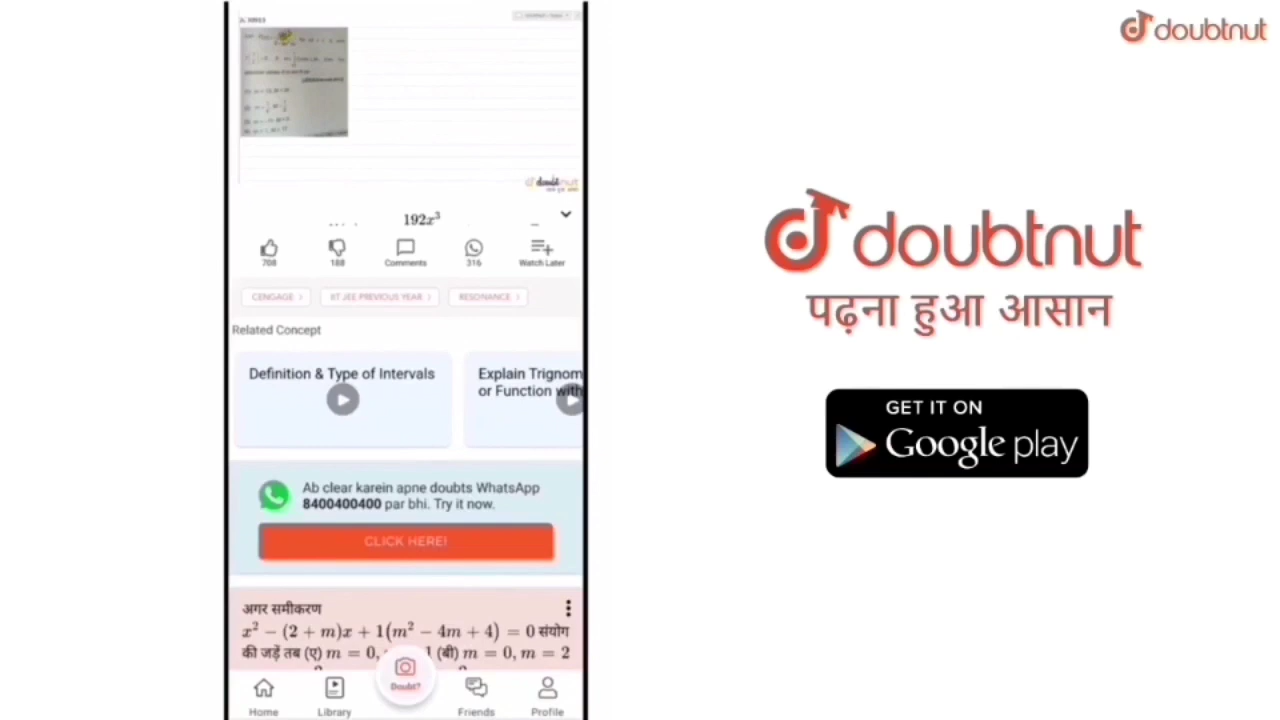 doubtnut
doubtnut
192x³
708
188
Comments
316
Watch Later
CENGAGE >
IIT JEE PREVIOUS YEAR >
RESONANCE >
Related Concept
Definition & Type of Intervals
Explain Trignom
or Function with
Ab clear karein apne doubts WhatsApp
8400400400 par bhi. Try it now.
CLICK HERE!
अगर समीकरण
x² − (2 + m)x + 1(m² − 4m + 4) = 0 संयोग
की जड़ें तब (ए) m = 0, 1 (बी) m = 0, m = 2
Doubt?
Home
Library
Friends
Profile
doubtnut
पढ़ना हुआ आसान
GET IT ON
Google play